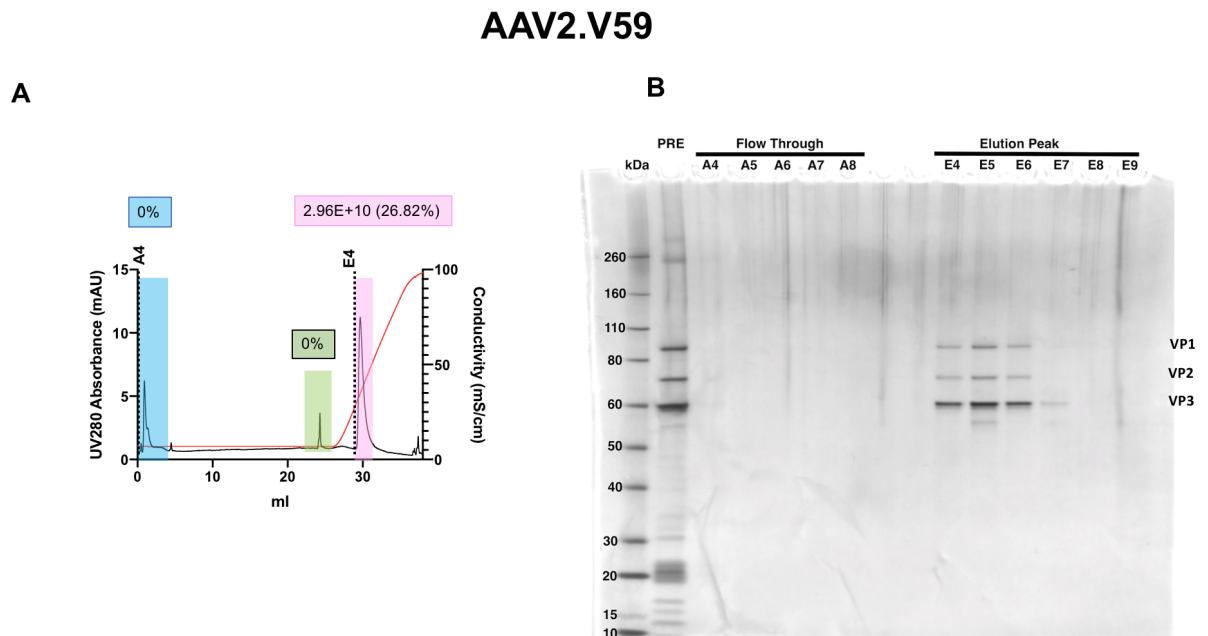 AAV2.V59
A
B
PRE
Flow Through
Elution Peak
kDa
A4
A5
A6
A7
A8
E4
E5
E6
E7
E8
E9
0%
2.96E+10 (26.82%)
A4
E4
0%
15
10
5
0
UV280 Absorbance (mAU)
100
50
0
Conductivity (mS/cm)
0
10
20
30
ml
260
160
110
80
60
50
40
30
20
15
10
VP1
VP2
VP3